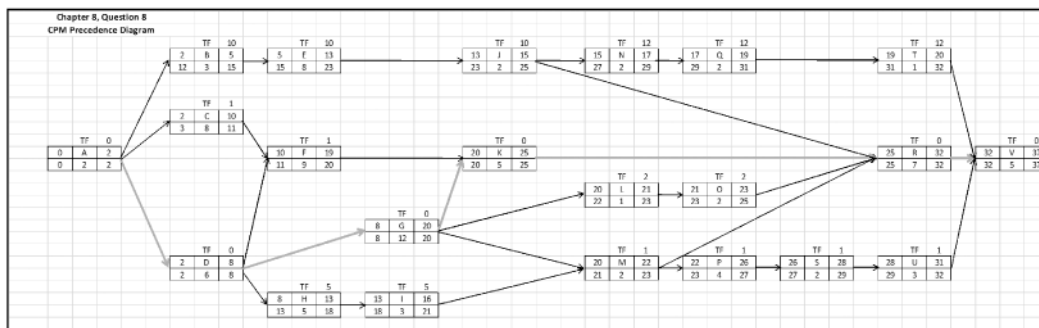 Chapter 8, Question 8
CPM Precedence Diagram
TF 10
2 B 5
12 3 15
TF 10
5 E 13
15 8 23
TF 10
13 J 15
23 2 25
TF 12
15 N 17
27 2 29
TF 12
17 Q 19
29 2 31
TF 12
19 T 20
31 1 32
TF 1
2 C 10
3 8 11
TF 0
0 A 2
0 2 2
TF 1
10 F 19
11 9 20
TF 0
20 K 25
20 5 25
TF 0
25 R 32
25 7 32
TF 0
32 V 37
32 5 37
TF 2
20 L 21
22 1 23
TF 2
21 O 23
23 2 25
TF 0
8 G 20
8 12 20
TF 0
2 D 8
2 6 8
TF 1
20 M 22
21 2 23
TF 1
22 P 26
23 4 27
TF 1
26 S 28
27 2 29
TF 1
28 U 31
29 3 32
TF 5
8 H 13
13 5 18
TF 5
13 I 16
18 3 21